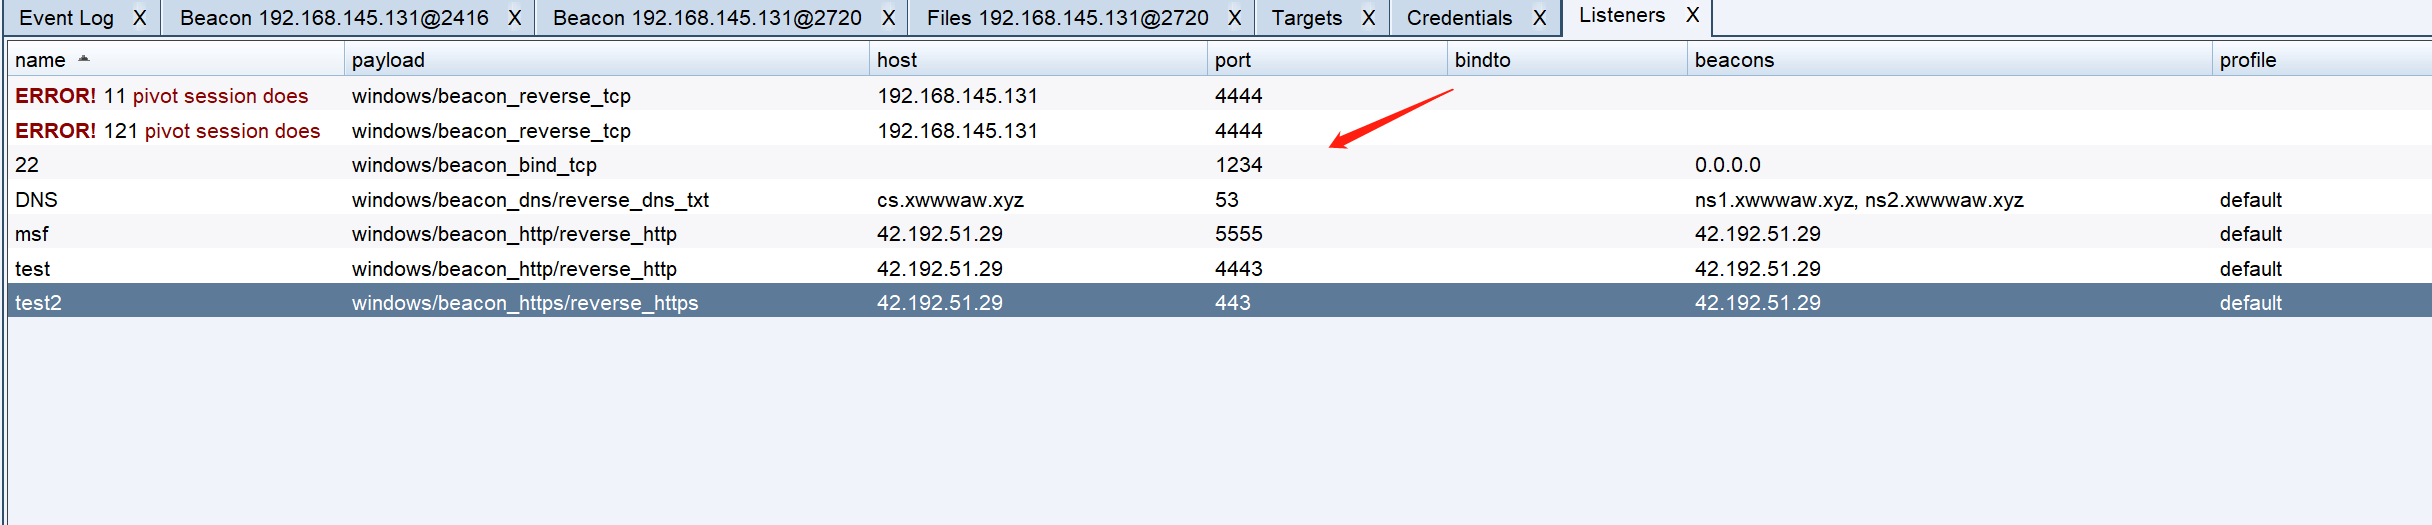 Event Log X Beacon 192.168.145.131@2416 X Beacon 192.168.145.131@2720 X Files 192.168.145.131@2720 X Targets X Credentials X Listeners X
name payload host port bindto beacons profile
ERROR! 11 pivot session does windows/beacon_reverse_tcp 192.168.145.131 4444
ERROR! 121 pivot session does windows/beacon_reverse_tcp 192.168.145.131 4444
22 windows/beacon_bind_tcp 1234 0.0.0.0
DNS windows/beacon_dns/reverse_dns_txt cs.xwwwaw.xyz 53 ns1.xwwwaw.xyz, ns2.xwwwaw.xyz default
msf windows/beacon_http/reverse_http 42.192.51.29 5555 42.192.51.29 default
test windows/beacon_http/reverse_http 42.192.51.29 4443 42.192.51.29 default
test2 windows/beacon_https/reverse_https 42.192.51.29 443 42.192.51.29 default